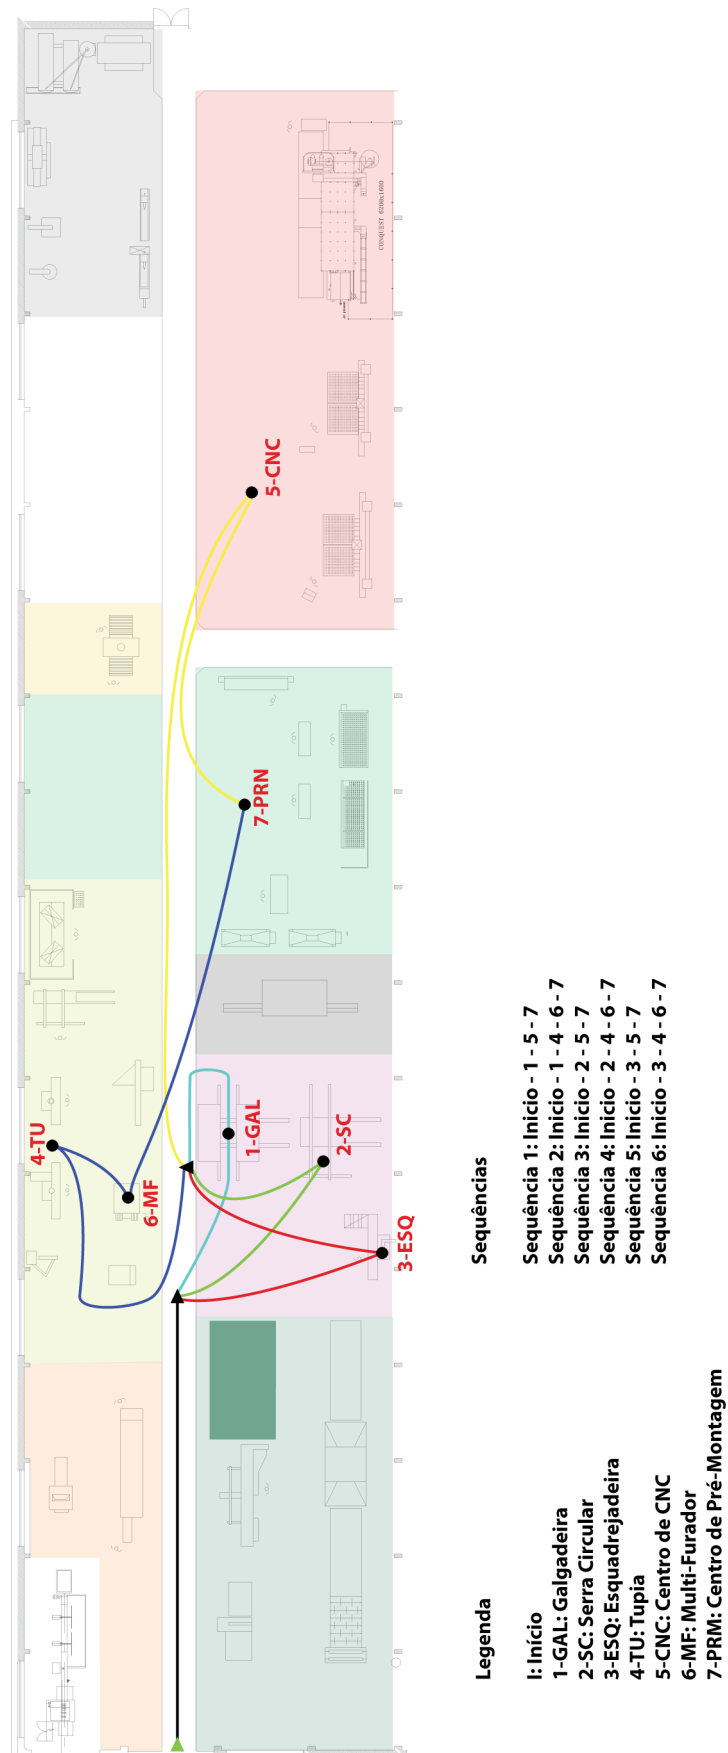 CONQUEST 6200x1600
5-CNC
7-PRN
4-TU
6-MF
1-GAL
2-SC
3-ESQ
Legenda
I: Início
1-GAL: Galgadeira
2-SC: Serra Circular
3-ESQ: Esquadrejadeira
4-TU: Tupia
5-CNC: Centro de CNC
6-MF: Multi-Furador
7-PRM: Centro de Pré-Montagem
Sequências
Sequência 1: Inicio - 1 - 5 - 7
Sequência 2: Inicio - 1 - 4 - 6 - 7
Sequência 3: Inicio - 2 - 5 - 7
Sequência 4: Inicio - 2 - 4 - 6 - 7
Sequência 5: Inicio - 3 - 5 - 7
Sequência 6: Inicio - 3 - 4 - 6 - 7